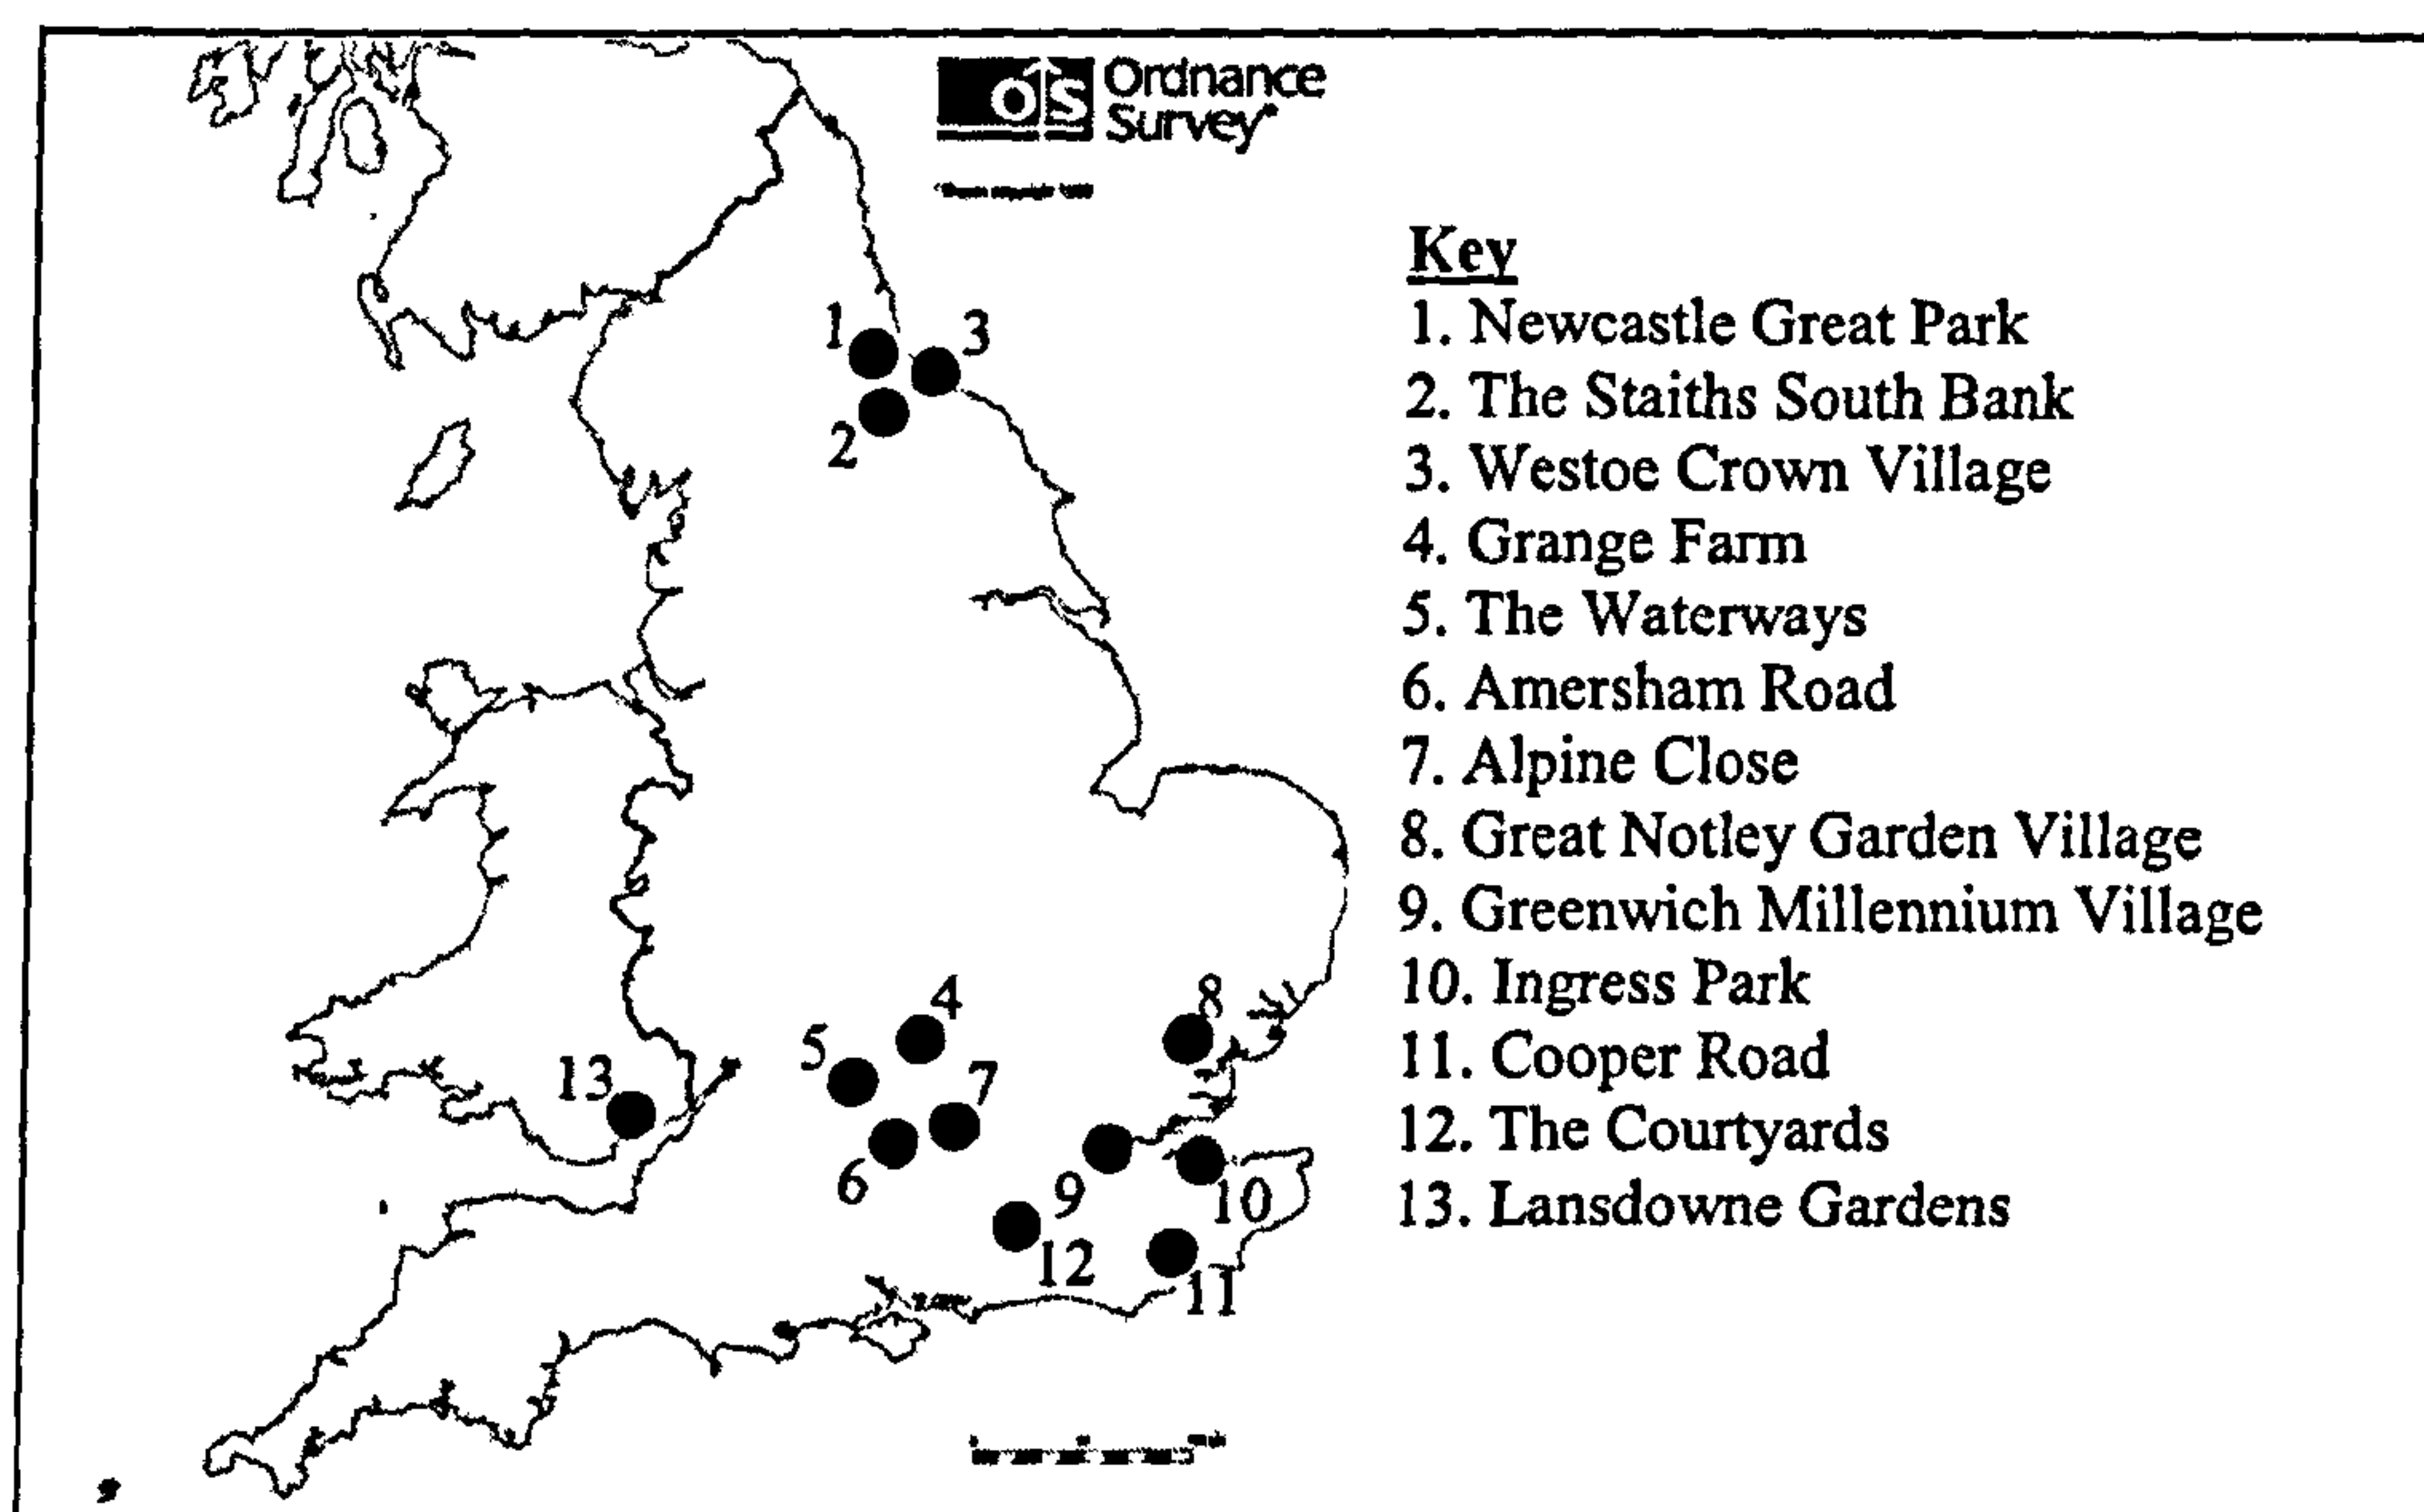 Ordnance
Survey
Key
1. Newcastle Great Park
2. The Staiths South Bank
3. Westoe Crown Village
4. Grange Farm
5. The Waterways
6. Amersham Road
7. Alpine Close
8. Great Notley Garden Village
9. Greenwich Millennium Village
10. Ingress Park
11. Cooper Road
12. The Courtyards
13. Lansdowne Gardens
1
3
2
4
8
5
13
7
6
9
10
12
11